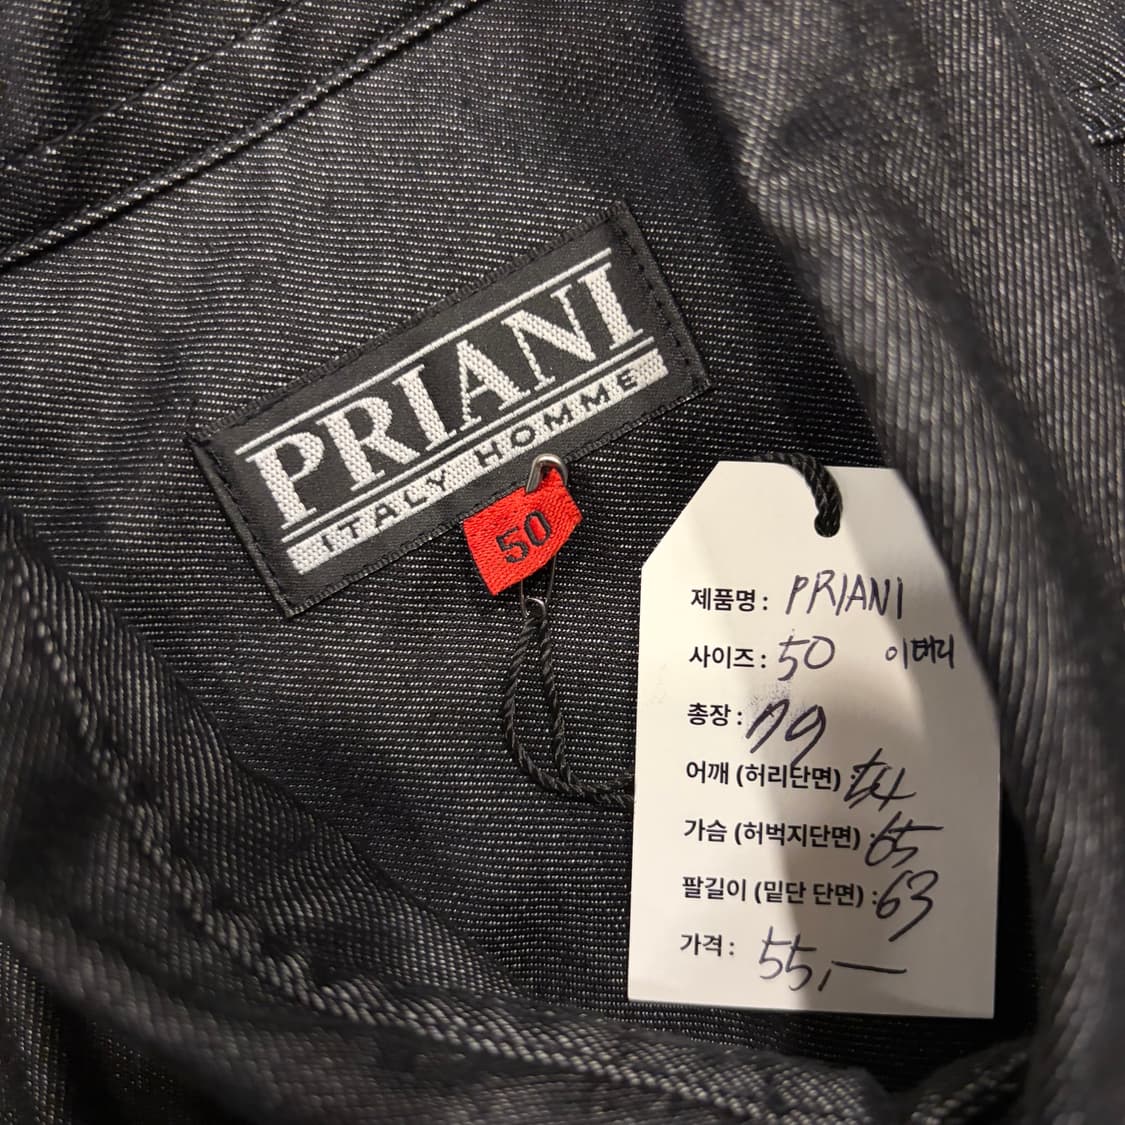 PRIANI
ITALY HOMME
50
제품명 : PRIANI
사이즈 : 50 이태리
총장 : 79
어깨 (허리단면) : 54
가슴 (허벅지단면) : 65
팔길이 (밑단 단면) : 63
가격 : 55,—